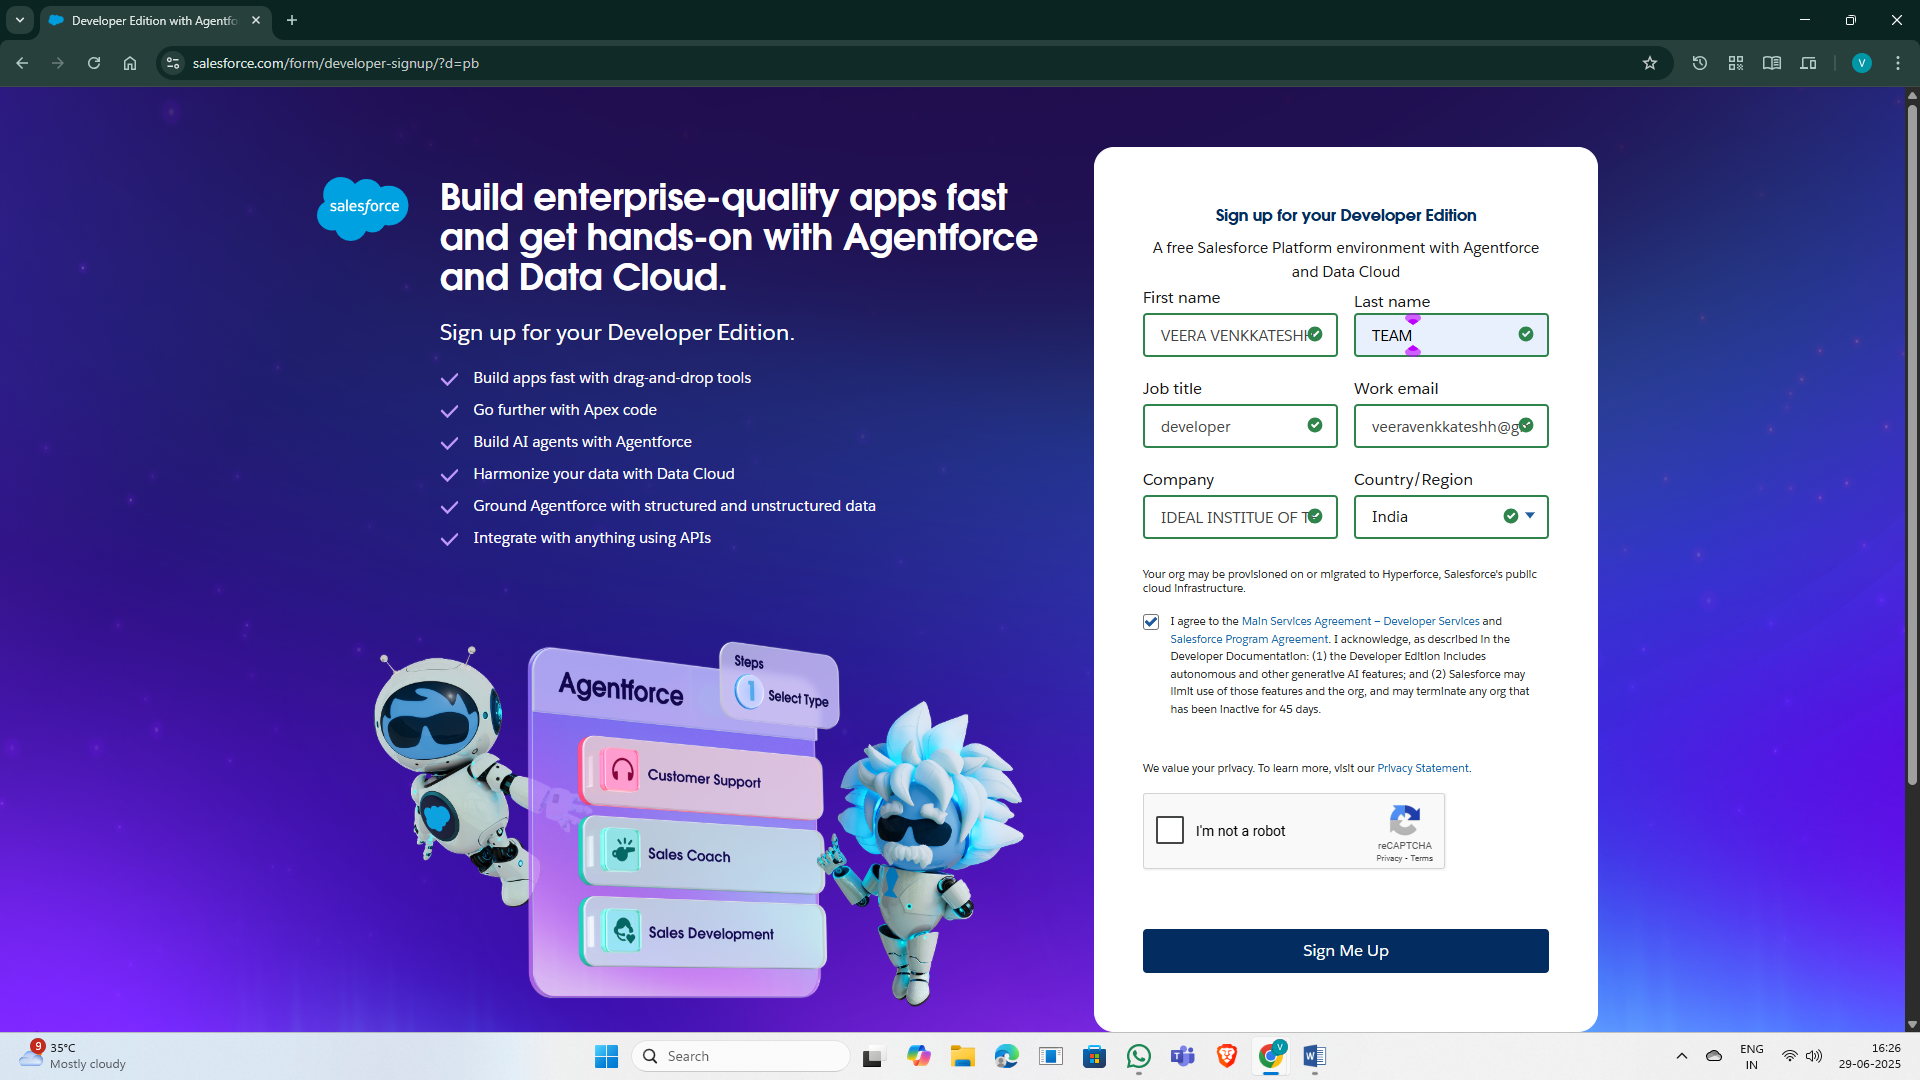 Developer Edition with Agentfo
salesforce.com/form/developer-signup/?d=pb
V
salesforce
Build enterprise-quality apps fast
and get hands-on with Agentforce
and Data Cloud.
Sign up for your Developer Edition.
Build apps fast with drag-and-drop tools
Go further with Apex code
Build AI agents with Agentforce
Harmonize your data with Data Cloud
Ground Agentforce with structured and unstructured data
Integrate with anything using APIs
Agentforce
Steps
1 Select Type
Customer Support
Sales Coach
Sales Development
Sign up for your Developer Edition
A free Salesforce Platform environment with Agentforce
and Data Cloud
First name
Last name
VEERA VENKKATESHH
TEAM
Job title
Work email
developer
veeravenkkateshh@g
Company
Country/Region
IDEAL INSTITUE OF T
India
Your org may be provisioned on or migrated to Hyperforce, Salesforce's public
cloud infrastructure.
I agree to the Main Services Agreement – Developer Services and
Salesforce Program Agreement. I acknowledge, as described in the
Developer Documentation: (1) the Developer Edition includes
autonomous and other generative AI features; and (2) Salesforce may
limit use of those features and the org, and may terminate any org that
has been inactive for 45 days.
We value your privacy. To learn more, visit our Privacy Statement.
I'm not a robot
reCAPTCHA
Privacy - Terms
Sign Me Up
9
35°C
Mostly cloudy
Search
V
W
ENG
IN
16:26
29-06-2025